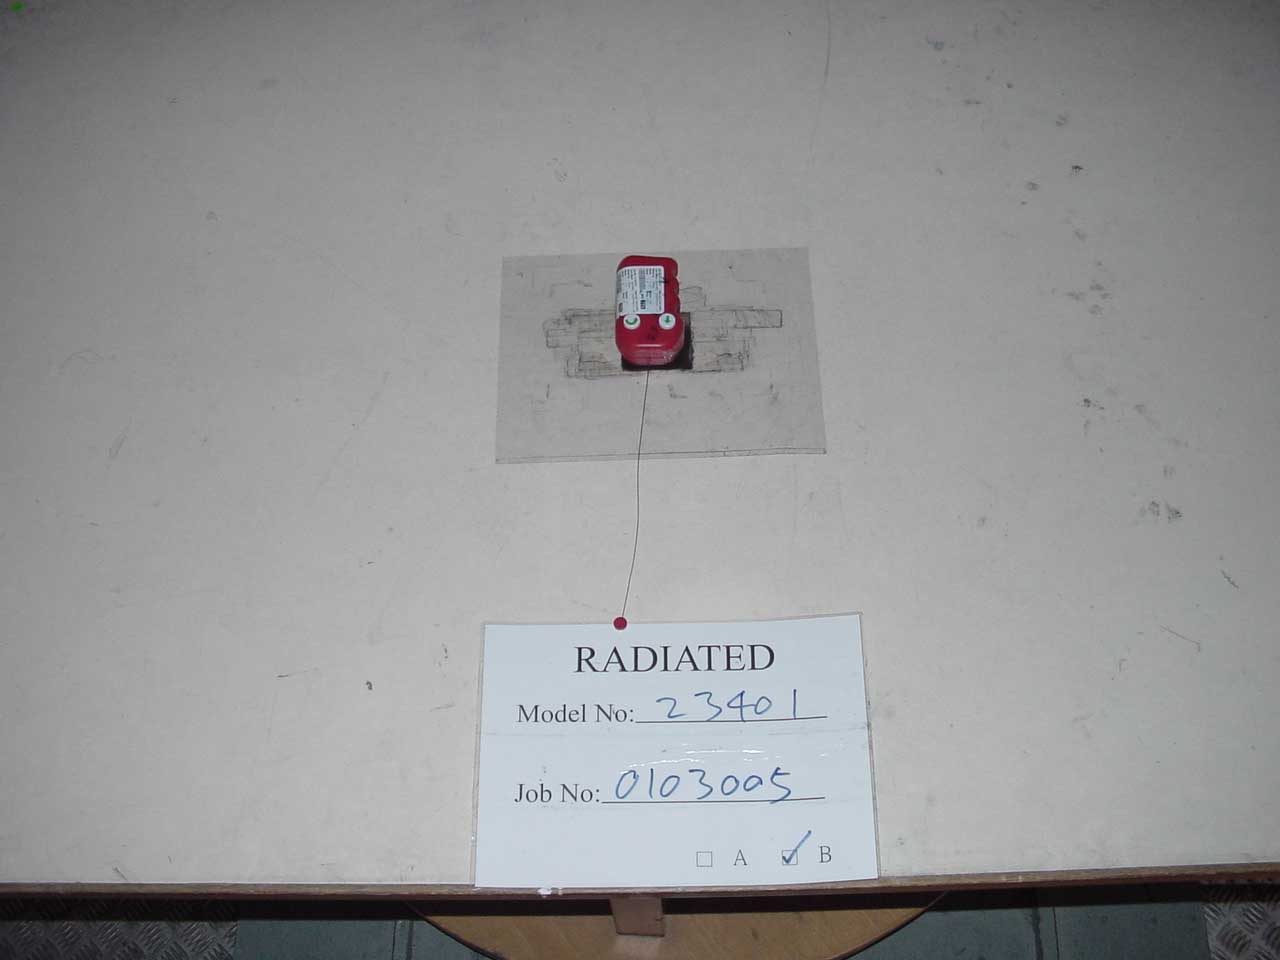 RADIATED
Model No: 23401
Job No: 0103005
A B